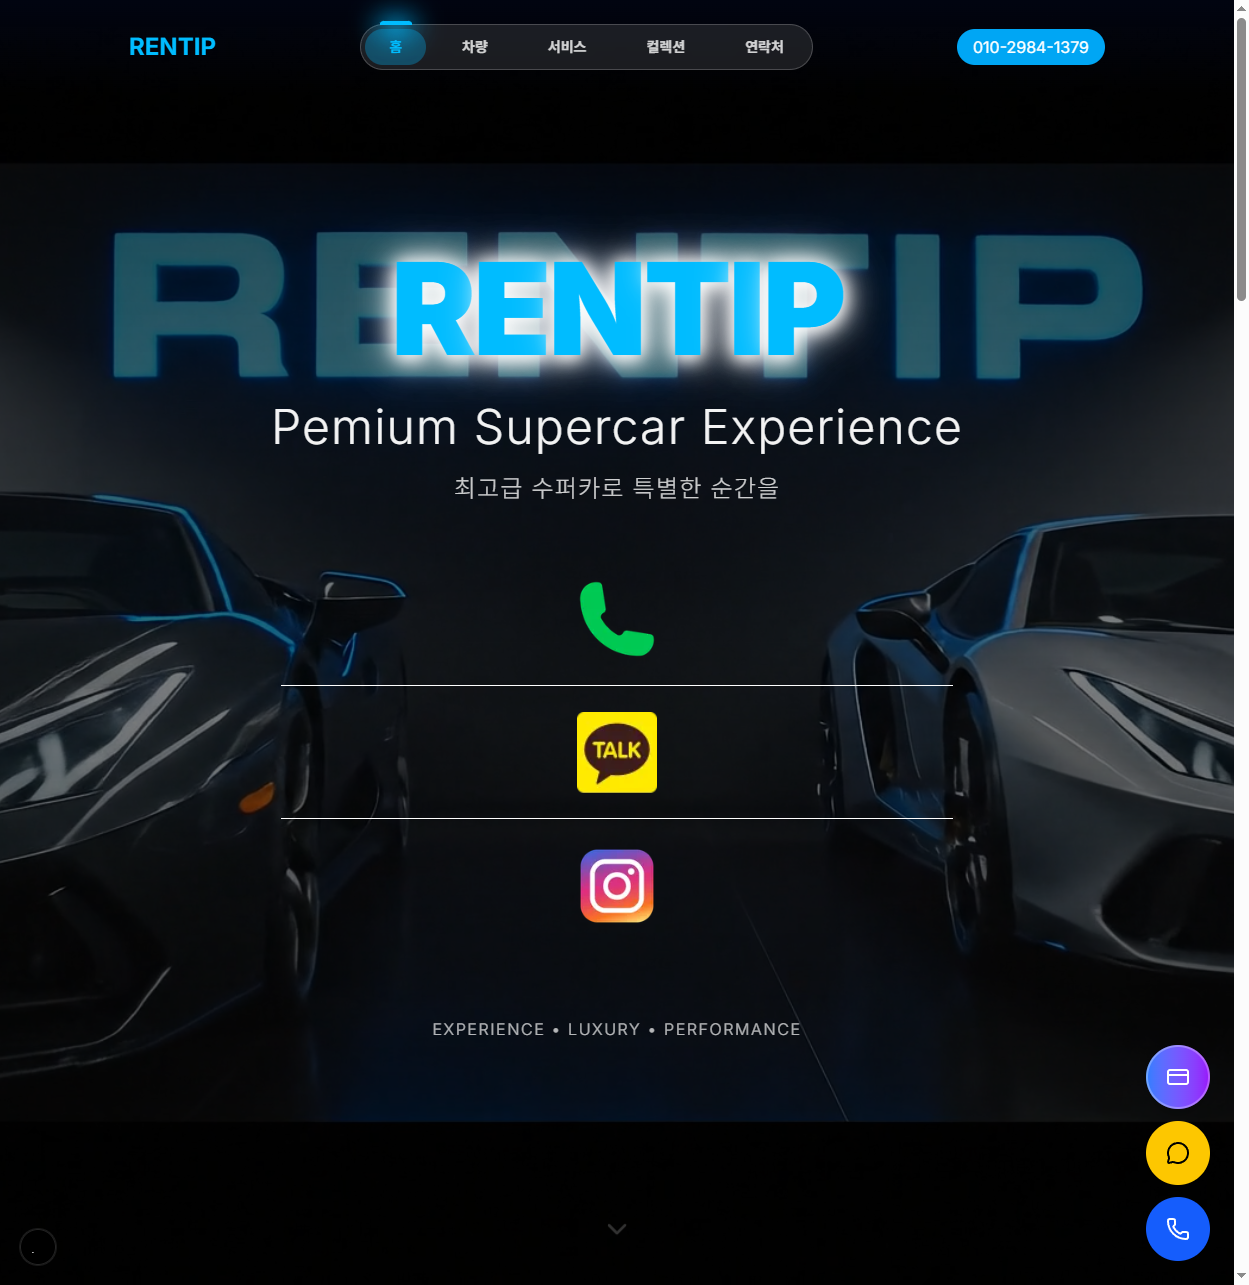 RENTIP
홈
차량
서비스
컬렉션
연락처
010-2984-1379
RENTIP
RENTIP
Pemium Supercar Experience
최고급 수퍼카로 특별한 순간을
TALK
EXPERIENCE • LUXURY • PERFORMANCE